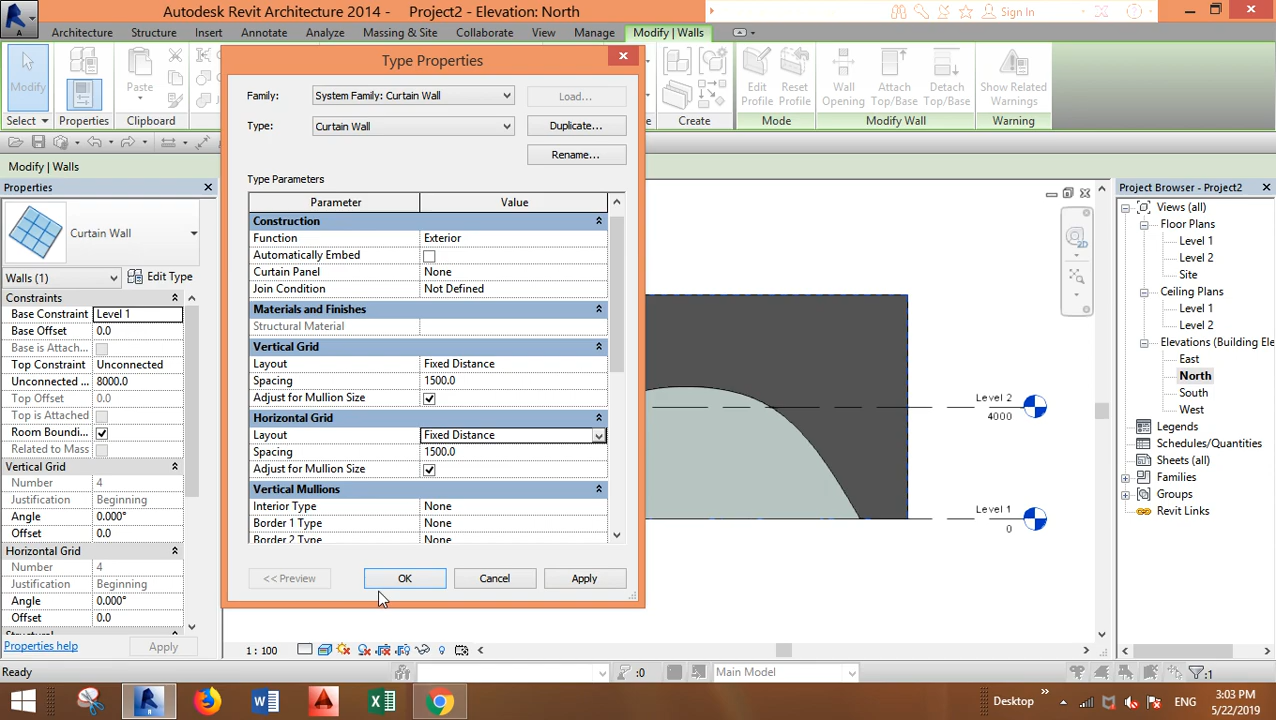 Autodesk Revit Architecture 2014 - Project2 - Elevation: North
Sign In
Architecture Structure Insert Annotate Analyze Massing & Site Collaborate View Manage Modify | Walls
Modify
Select
Properties
Paste
Clipboard
Create
Edit Profile
Reset Profile
Mode
Wall Opening
Attach Top/Base
Detach Top/Base
Modify Wall
Show Related Warnings
Warning
Modify | Walls
Properties
Curtain Wall
Walls (1)
Edit Type
Constraints
Base Constraint Level 1
Base Offset 0.0
Base is Attach...
Top Constraint Unconnected
Unconnected ... 8000.0
Top Offset 0.0
Top is Attached
Room Boundi...
Related to Mass
Vertical Grid
Number 4
Justification Beginning
Angle 0.000°
Offset 0.0
Horizontal Grid
Number 4
Justification Beginning
Angle 0.000°
Offset 0.0
Properties help
Apply
Type Properties
Family: System Family: Curtain Wall Load...
Type: Curtain Wall Duplicate...
Rename...
Type Parameters
Parameter Value
Construction
Function Exterior
Automatically Embed
Curtain Panel None
Join Condition Not Defined
Materials and Finishes
Structural Material
Vertical Grid
Layout Fixed Distance
Spacing 1500.0
Adjust for Mullion Size
Horizontal Grid
Layout Fixed Distance
Spacing 1500.0
Adjust for Mullion Size
Vertical Mullions
Interior Type None
Border 1 Type None
Border 2 Type None
<< Preview OK Cancel Apply
Level 2
4000
Level 1
0
2D
Project Browser - Project2
Views (all)
Floor Plans
Level 1
Level 2
Site
Ceiling Plans
Level 1
Level 2
Elevations (Building Ele
East
North
South
West
Legends
Schedules/Quantities
Sheets (all)
Families
Groups
Revit Links
1 : 100
Ready
:0
Main Model
:1
Desktop
ENG
3:03 PM
5/22/2019